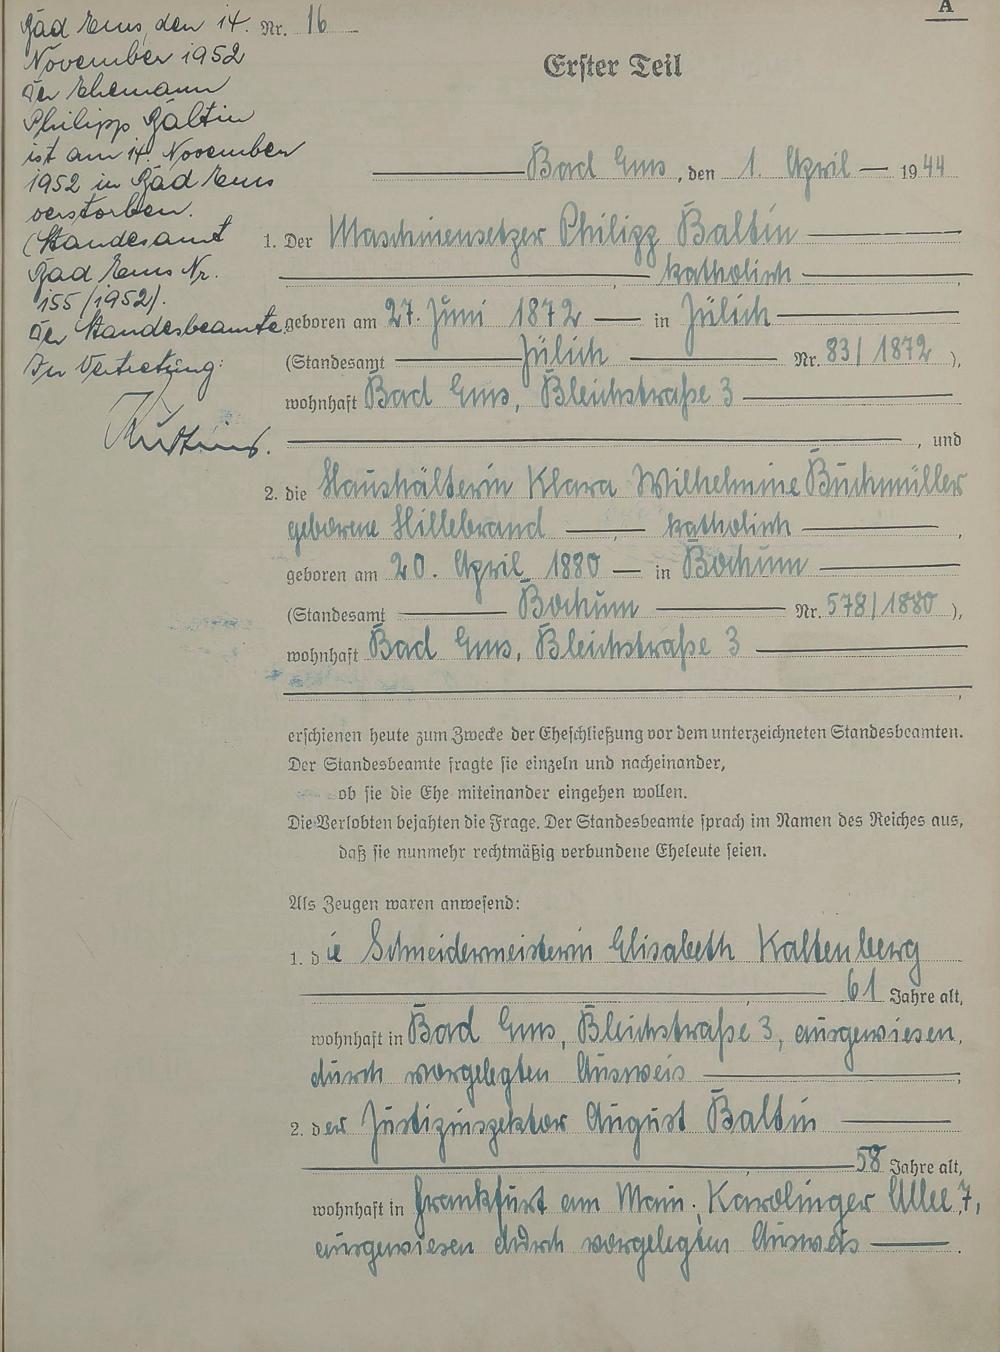 A
Bad Ems, den 14.
November 1952
Der Ehemann
Philipp Baltin
ist am 14. November
1952 in Bad Ems
verstorben.
(Standesamt
Bad Ems Nr.
155/1952).
Der Standesbeamte
In Vertretung:
Nr. 16
Erster Teil
Bad Ems, den 1. April 1944
1. Der Maschinensetzer Philipp Baltin
katholisch
geboren am 27. Juni 1872 in Jülich
(Standesamt Jülich Nr. 83/1872),
wohnhaft Bad Ems, Bleichstraße 3
, und
2. die Haushälterin Klara Wilhelmine Buchmüller
geborene Hillebrand katholisch,
geboren am 20. April 1880 in Bochum
(Standesamt Bochum Nr. 578/1880),
wohnhaft Bad Ems, Bleichstraße 3
,
erschienen heute zum Zwecke der Eheschließung vor dem unterzeichneten Standesbeamten.
Der Standesbeamte fragte sie einzeln und nacheinander,
ob sie die Ehe miteinander eingehen wollen.
Die Verlobten bejahten die Frage. Der Standesbeamte sprach im Namen des Reiches aus,
daß sie nunmehr rechtmäßig verbundene Eheleute seien.
Als Zeugen waren anwesend:
1. die Schneidermeisterin Elisabeth Kaltenberg
, 61 Jahre alt,
wohnhaft in Bad Ems, Bleichstraße 3, ausgewiesen
durch vorgelegten Ausweis ;
2. der Justizinspektor August Baltin
, 58 Jahre alt,
wohnhaft in Frankfurt am Main, Karolinger Allee 7,
ausgewiesen durch vorgelegten Ausweis .